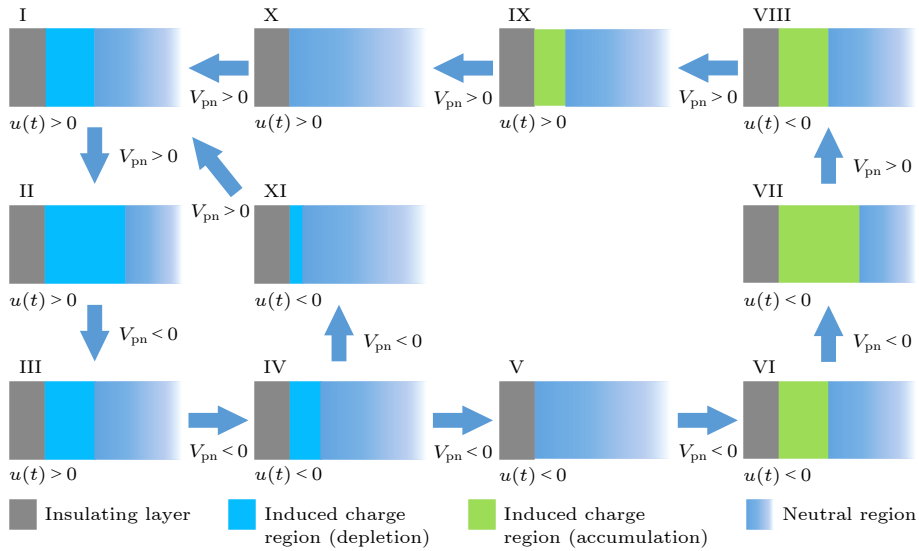 I
X
IX
VIII
V_pn > 0
V_pn > 0
V_pn > 0
u(t) > 0
u(t) > 0
u(t) > 0
u(t) < 0
V_pn > 0
V_pn > 0
II
XI
VII
V_pn > 0
u(t) > 0
u(t) < 0
u(t) < 0
V_pn < 0
V_pn < 0
V_pn < 0
III
IV
V
VI
V_pn < 0
V_pn < 0
V_pn < 0
u(t) > 0
u(t) < 0
u(t) < 0
u(t) < 0
Insulating layer
Induced charge
region (depletion)
Induced charge
region (accumulation)
Neutral region